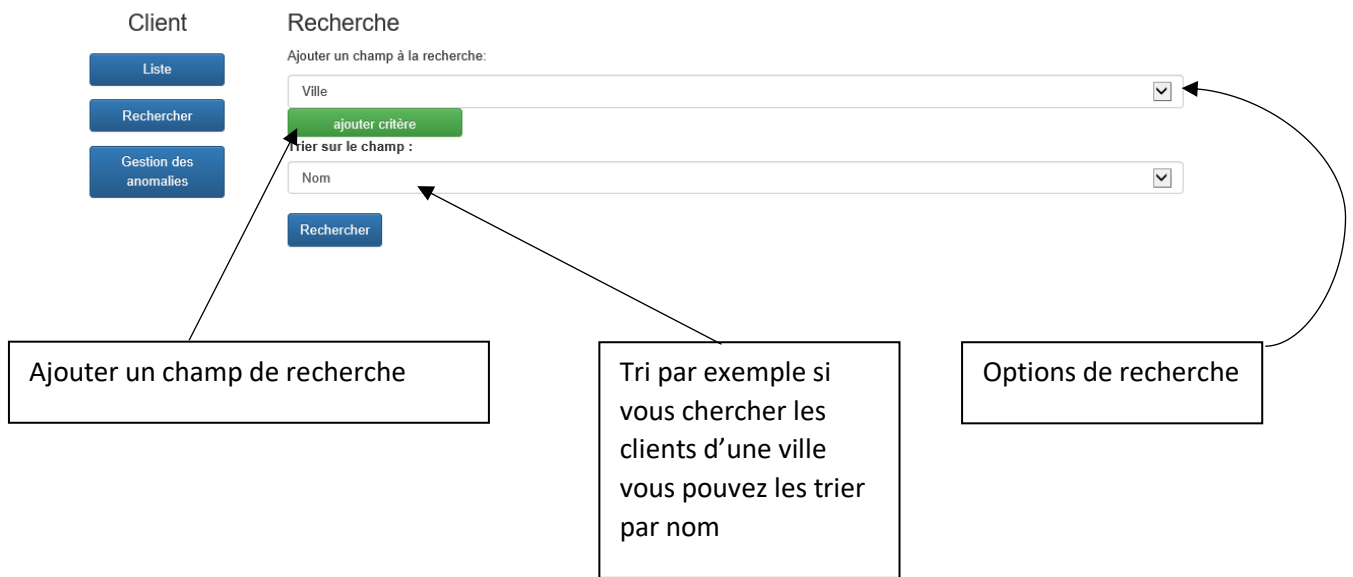 Client
Liste
Rechercher
Gestion des
anomalies
Recherche
Ajouter un champ à la recherche:
Ville
ajouter critère
Trier sur le champ :
Nom
Rechercher
Ajouter un champ de recherche
Tri par exemple si
vous chercher les
clients d’une ville
vous pouvez les trier
par nom
Options de recherche